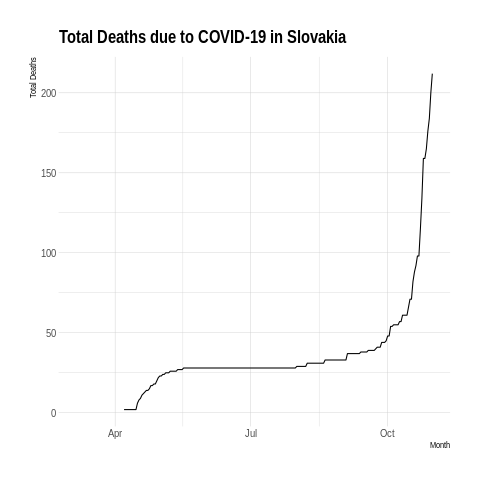 Total Deaths due to COVID-19 in Slovakia
Total Deaths
200
150
100
50
0
Apr Jul Oct
Month